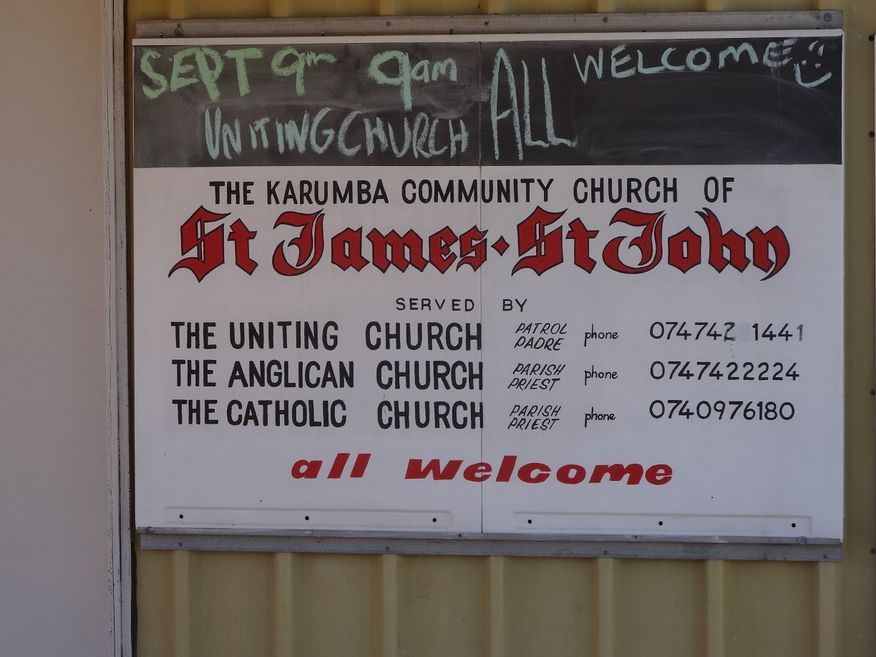 SEPT 9m 9am ALL WELCOME
UNITING CHURCH
THE KARUMBA COMMUNITY CHURCH OF
St James · St John
SERVED BY
THE UNITING CHURCH PATROL PADRE phone 074742 1441
THE ANGLICAN CHURCH PARISH PRIEST phone 0747422224
THE CATHOLIC CHURCH PARISH PRIEST phone 0740976180
all welcome